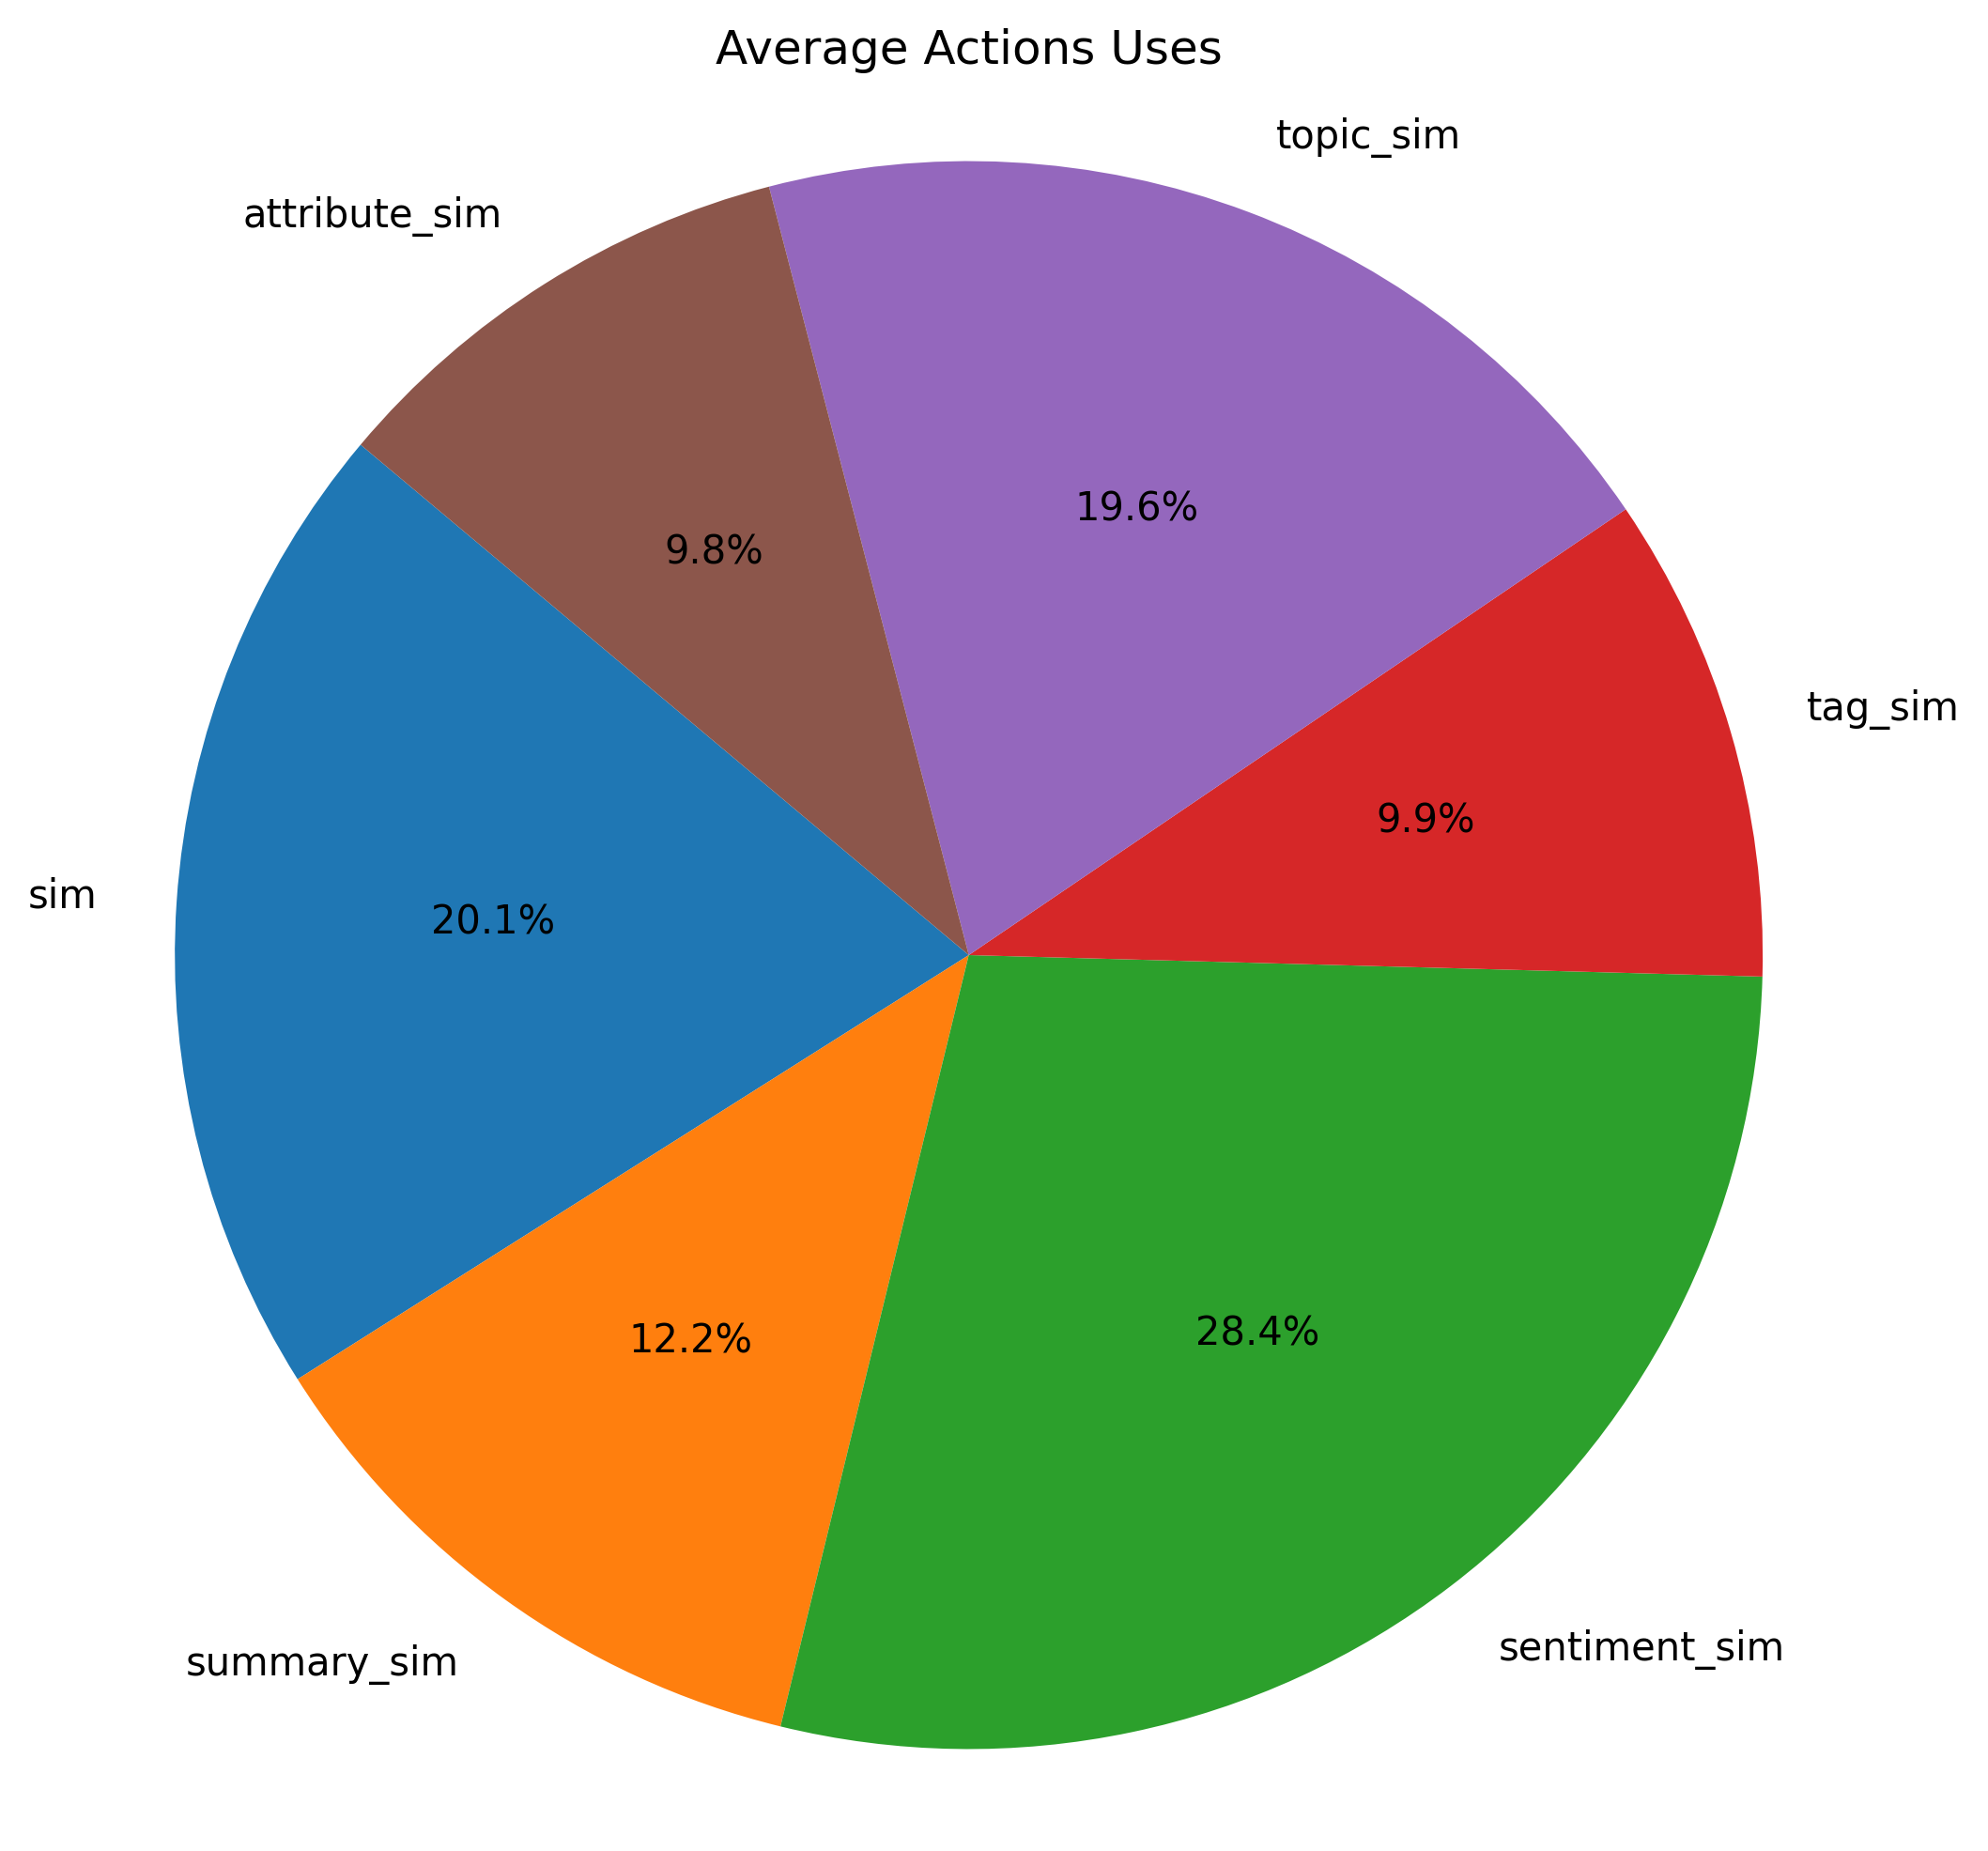 Average Actions Uses
topic_sim
attribute_sim
19.6%
9.8%
tag_sim
9.9%
sim
20.1%
28.4%
12.2%
sentiment_sim
summary_sim